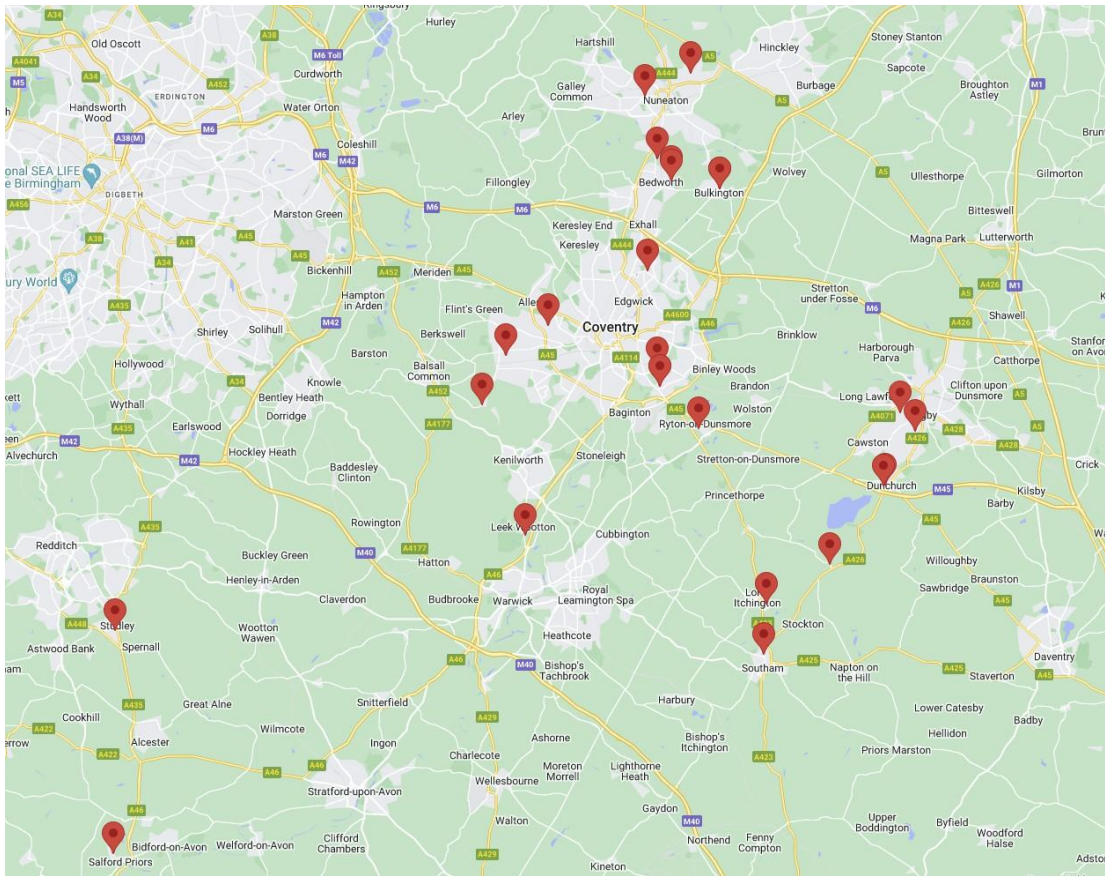 Kingsbury
Hurley
A34
A38
Old Oscott
Hartshill
Hinckley
Stoney Stanton
A4041
M6 Toll
A5
Sapcote
M5
A34
A452
Curdworth
A444
Galley
Common
Burbage
Broughton
Astley
M1
ERDINGTON
Nuneaton
Handsworth
Wood
Water Orton
A5
Arley
A38(M)
M6
Coleshill
M6
M42
onal SEA LIFE
e Birmingham
Bedworth
Wolvey
A5
Ullesthorpe
Gilmorton
Fillongley
Bulkington
DIGBETH
A456
Marston Green
M6
M6
Bitteswell
Keresley End
Exhall
A38
A45
Keresley
A444
Magna Park
Lutterworth
A41
A45
A34
Bickenhill
A452
Meriden
A45
ury World
Stretton
under Fosse
A426
M1
A435
Hampton
in Arden
Flint's Green
Edgwick
M6
Shawell
Coventry
A4600
A46
A426
Shirley
Solihull
M42
Berkswell
Brinklow
Harborough
Parva
Barston
A45
A4114
Catthorpe
Hollywood
Balsall
Common
Binley Woods
A34
Knowle
A452
Brandon
Clifton upon
Dunsmore
A5
Wythall
Bentley Heath
Baginton
A45
Wolston
A4071
Dorridge
A4177
Ryton-on-Dunsmore
A426
A428
A435
Earlswood
A5
M42
Cawston
A428
Alvechurch
M42
Hockley Heath
Kenilworth
Stoneleigh
Stretton-on-Dunsmore
Crick
Baddesley
Clinton
Dunchurch
M45
Kilsby
Princethorpe
Barby
A435
Rowington
A45
Cubbington
Redditch
Buckley Green
M40
A4177
Hatton
A426
Willoughby
Henley-in-Arden
A46
Braunston
Royal
Leamington Spa
Sawbridge
Claverdon
Budbrooke
Warwick
A45
A448
Wootton
Wawen
Stockton
Astwood Bank
Spernall
Heathcote
Daventry
A46
M40
Bishop's
Tachbrook
Southam
A425
Napton on
the Hill
A425
Staverton
A45
A435
Great Alne
Snitterfield
Harbury
Lower Catesby
Cookhill
A429
Badby
A422
Wilmcote
Ashorne
Bishop's
Itchington
Hellidon
Alcester
Ingon
A422
Charlecote
A423
Priors Marston
A46
A46
Moreton
Morrell
Lighthorne
Heath
Wellesbourne
Stratford-upon-Avon
Gaydon
A46
Walton
M40
Upper
Boddington
Byfield
Woodford
Halse
Bidford-on-Avon
Welford-on-Avon
Clifford
Chambers
Northend
Fenny
Compton
Salford Priors
A429
Kineton